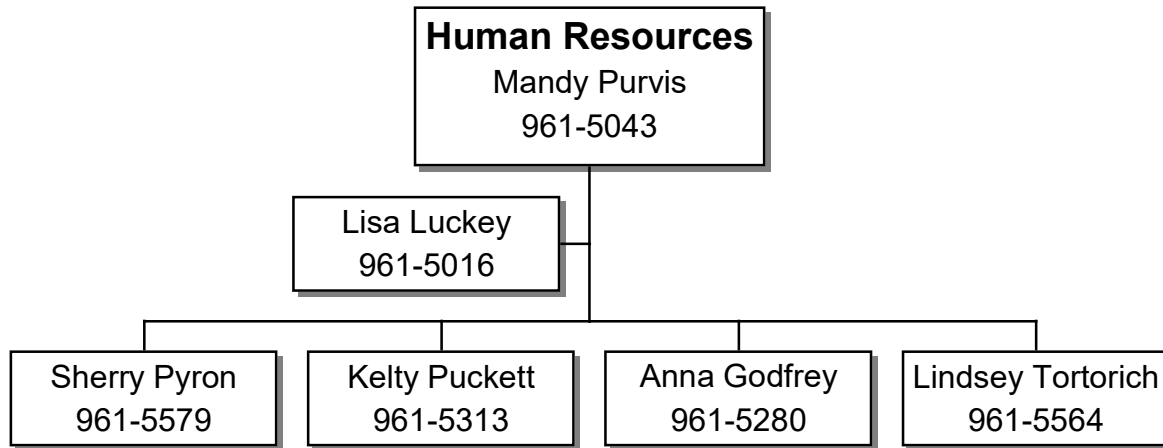 Human Resources
Mandy Purvis
961-5043
Lisa Luckey
961-5016
Sherry Pyron
961-5579
Kelty Puckett
961-5313
Anna Godfrey
961-5280
Lindsey Tortorich
961-5564